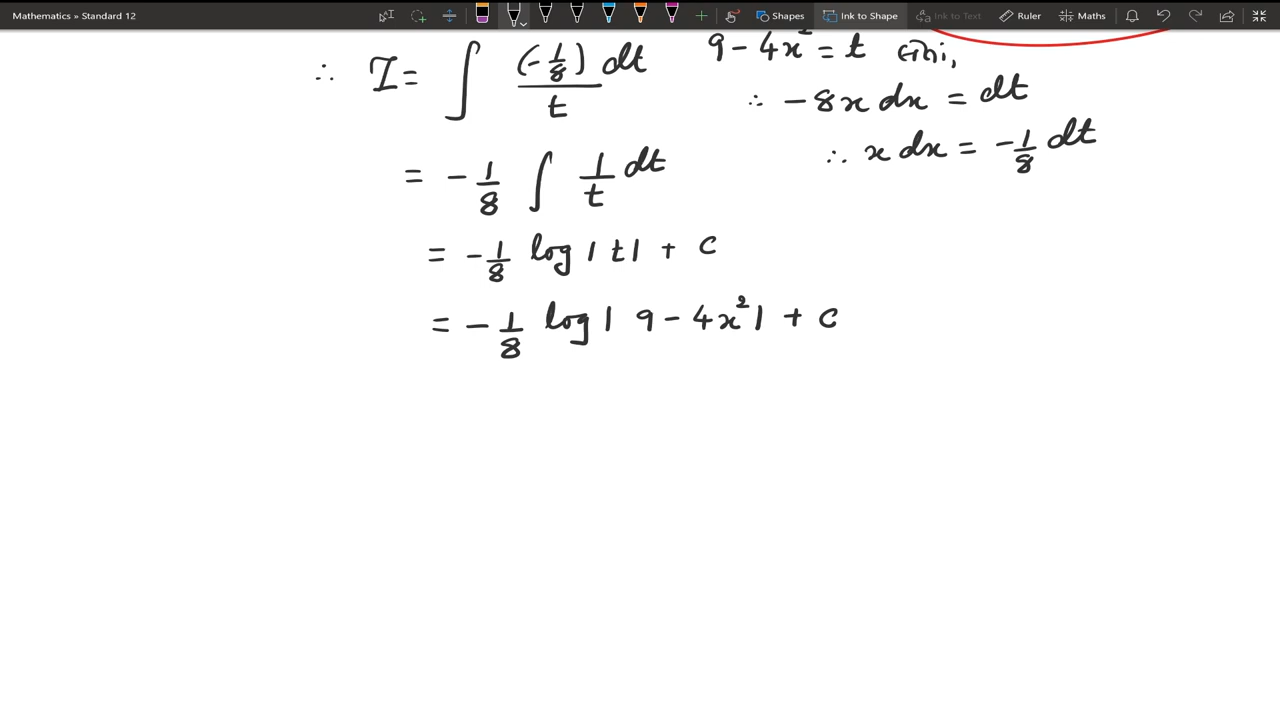 Mathematics » Standard 12
Shapes
Ink to Shape
Ink to Text
Ruler
Maths
∴ I = ∫ (-1/8) dt / t
9 - 4x² = t
∴ -8x dx = dt
∴ x dx = -1/8 dt
= -1/8 ∫ 1/t dt
= -1/8 log |t| + c
= -1/8 log | 9 - 4x² | + c